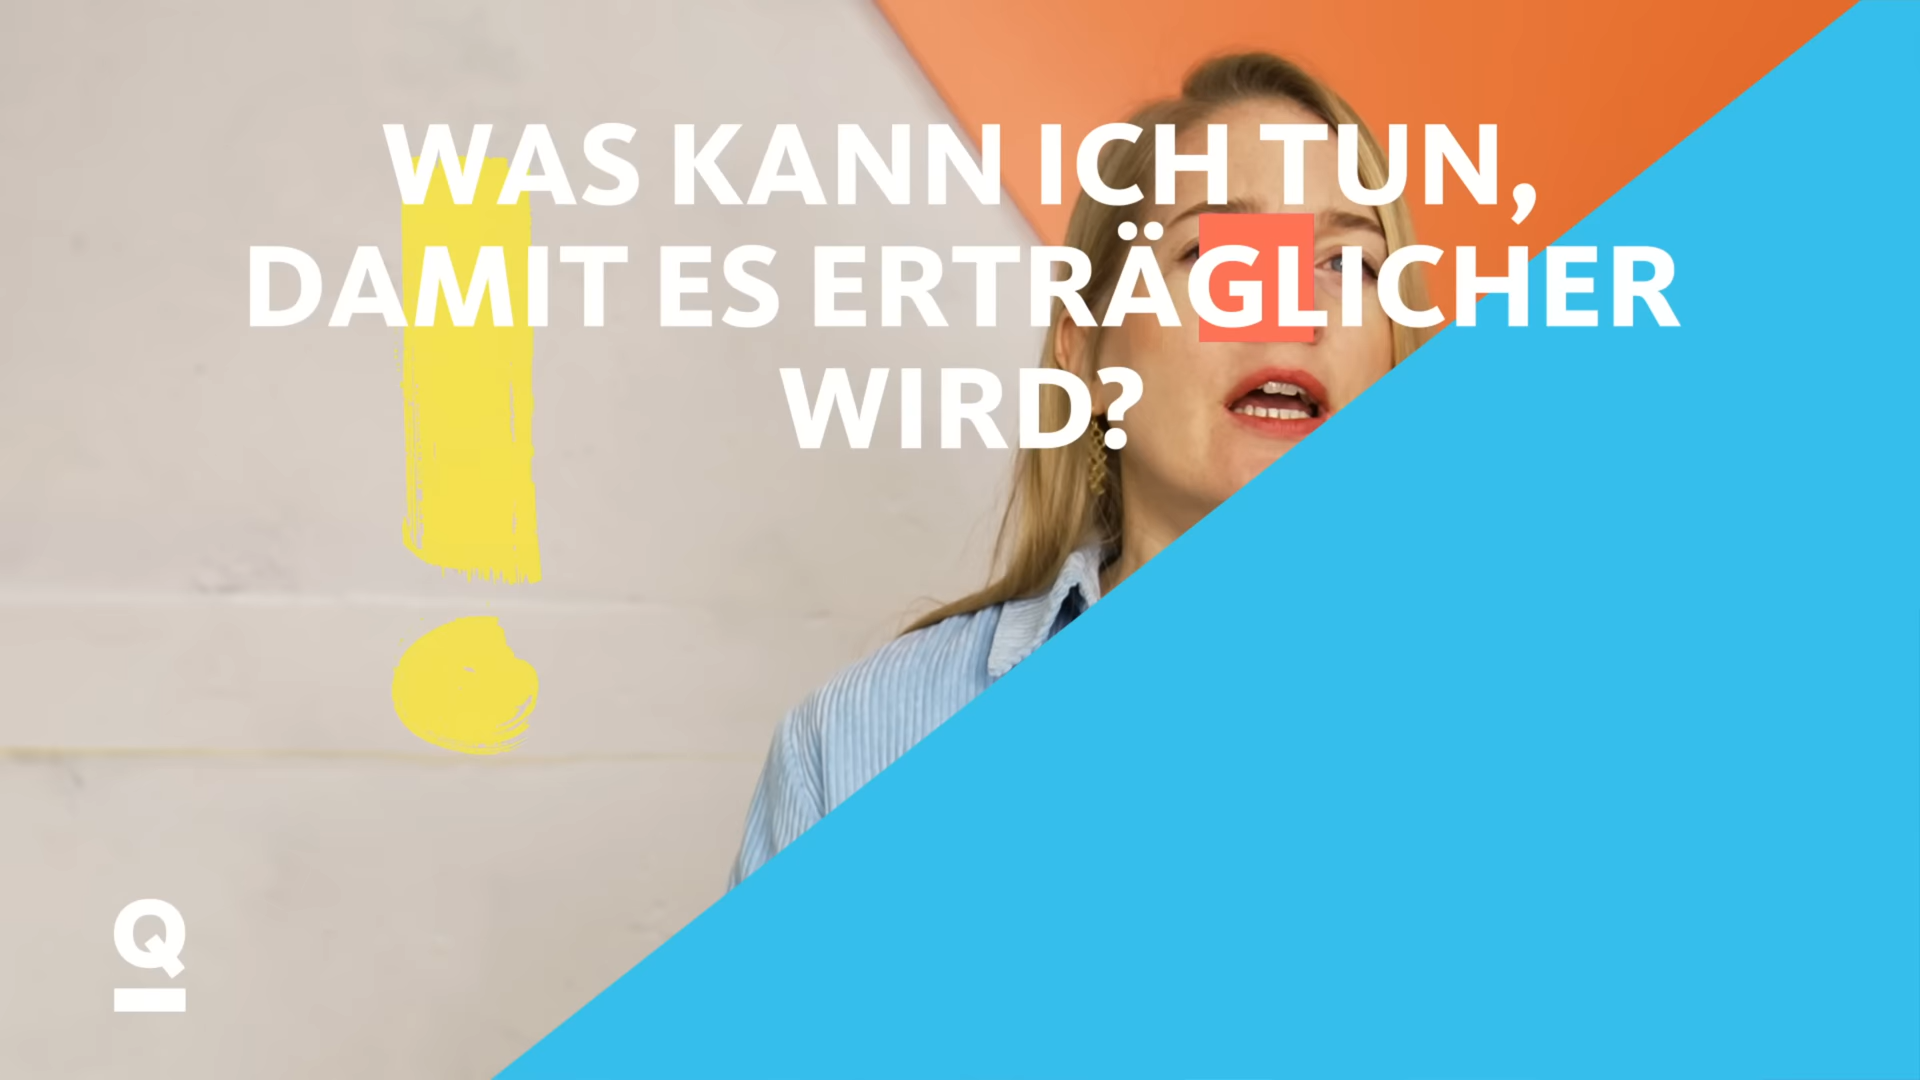 WAS KANN ICH TUN,
DAMIT ES ERTRÄGLICHER
WIRD?
!
Q